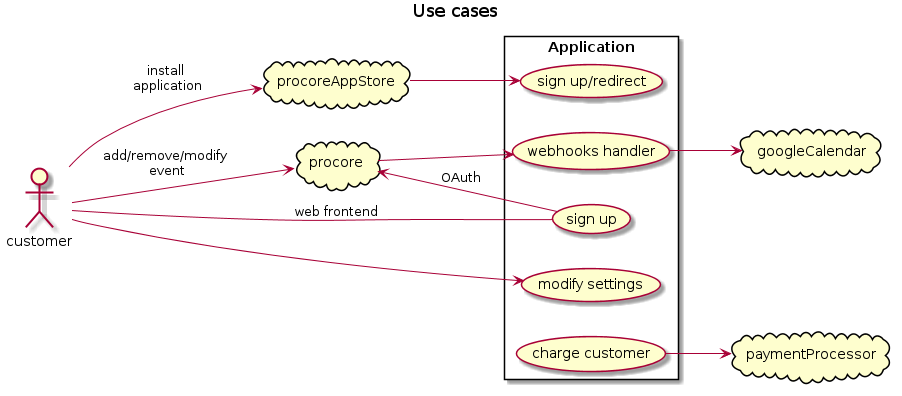 Use cases
Application
install
application
procoreAppStore
sign up/redirect
add/remove/modify
event
procore
webhooks handler
googleCalendar
OAuth
web frontend
sign up
customer
modify settings
charge customer
paymentProcessor